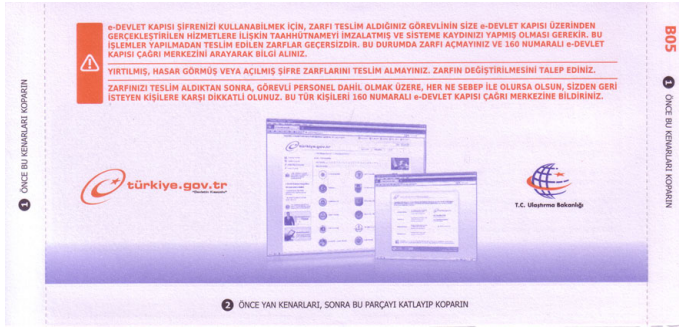 e-DEVLET KAPISI ŞİFRENİZİ KULLANABİLMEK İÇİN, ZARFI TESLİM ALDIĞINIZ GÖREVLİNİN SİZE e-DEVLET KAPISI ÜZERİNDEN
GERÇEKLEŞTİRİLEN HİZMETLERE İLİŞKİN TAAHHÜTNAMEYİ İMZALATMIŞ VE SİSTEME KAYDINIZI YAPMIŞ OLMASI GEREKİR. BU
İŞLEMLER YAPILMADAN TESLİM EDİLEN ZARFLAR GEÇERSİZDİR. BU DURUMDA ZARFI AÇMAYINIZ VE 160 NUMARALI e-DEVLET
KAPISI ÇAĞRI MERKEZİNİ ARAYARAK BİLGİ ALINIZ.
YIRTILMIŞ, HASAR GÖRMÜŞ VEYA AÇILMIŞ ŞİFRE ZARFLARINI TESLİM ALMAYINIZ. ZARFIN DEĞİŞTİRİLMESİNİ TALEP EDİNİZ.
ZARFINIZI TESLİM ALDIKTAN SONRA, GÖREVLİ PERSONEL DAHİL OLMAK ÜZERE, HER NE SEBEP İLE OLURSA OLSUN, SİZDEN GERİ
İSTEYEN KİŞİLERE KARŞI DİKKATLİ OLUNUZ. BU TÜR KİŞİLERİ 160 NUMARALI e-DEVLET KAPISI ÇAĞRI MERKEZİNE BİLDİRİNİZ.
B05
1 ÖNCE BU KENARLARI KOPARIN
1 ÖNCE BU KENARLARI KOPARIN
türkiye.gov.tr
T.C. Ulaştırma Bakanlığı
2 ÖNCE YAN KENARLARI, SONRA BU PARÇAYI KATLAYIP KOPARIN